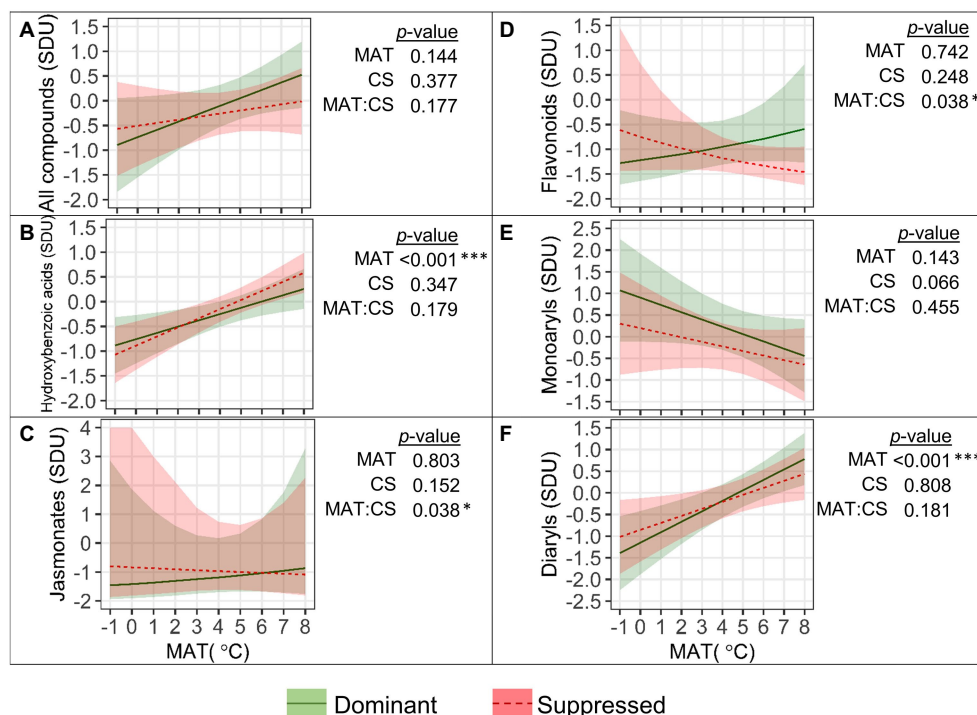 A
All compounds (SDU)
1.5
1.0
0.5
0.0
-0.5
-1.0
-1.5
-2.0
p-value
MAT 0.144
CS 0.377
MAT:CS 0.177
B
Hydroxybenzoic acids (SDU)
1.5
1.0
0.5
0.0
-0.5
-1.0
-1.5
-2.0
p-value
MAT <0.001 ***
CS 0.347
MAT:CS 0.179
C
Jasmonates (SDU)
4
3
2
1
0
-1
-2
p-value
MAT 0.803
CS 0.152
MAT:CS 0.038 *
-1 0 1 2 3 4 5 6 7 8
MAT( °C)
D
Flavonoids (SDU)
1.5
1.0
0.5
0.0
-0.5
-1.0
-1.5
-2.0
p-value
MAT 0.742
CS 0.248
MAT:CS 0.038 *
E
Monoaryls (SDU)
2.5
2.0
1.5
1.0
0.5
0.0
-0.5
-1.0
-1.5
p-value
MAT 0.143
CS 0.066
MAT:CS 0.455
F
Diaryls (SDU)
1.5
1.0
0.5
0.0
-0.5
-1.0
-1.5
-2.0
-2.5
p-value
MAT <0.001 ***
CS 0.808
MAT:CS 0.181
-1 0 1 2 3 4 5 6 7 8
MAT( °C)
Dominant Suppressed